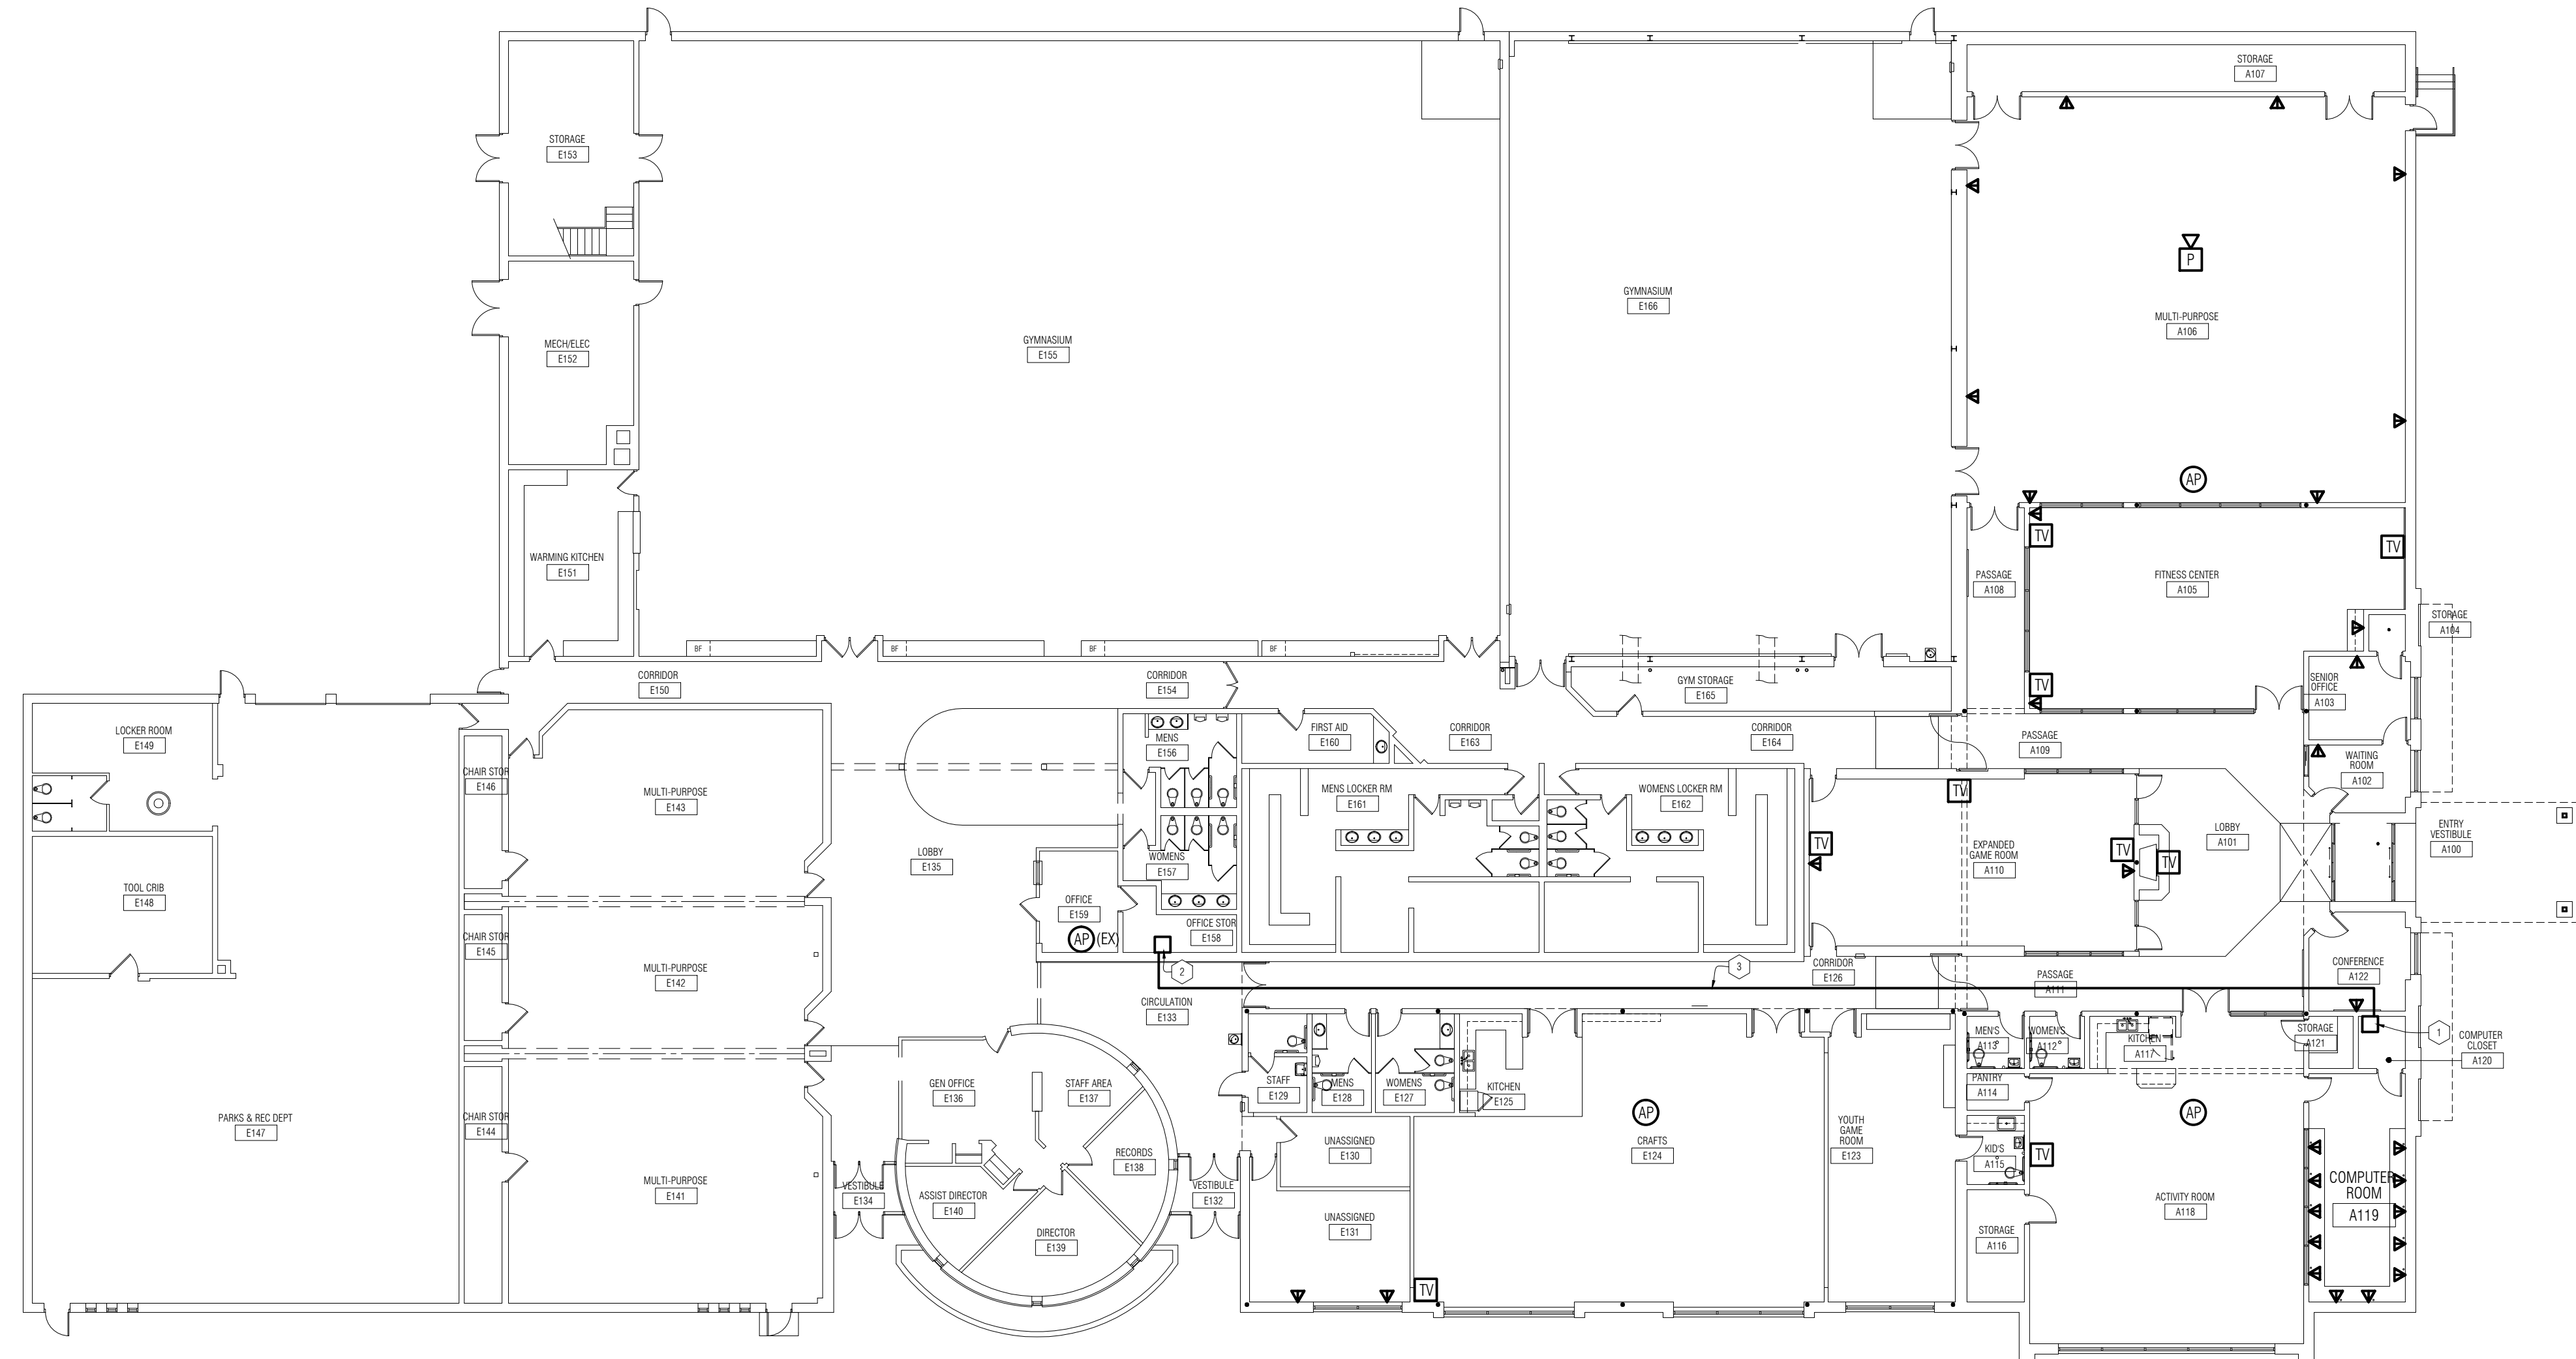 STORAGE
A107
STORAGE
E153
P
GYMNASIUM
E166
MULTI-PURPOSE
A106
MECH/ELEC
E152
GYMNASIUM
E155
AP
TV
TV
WARMING KITCHEN
E151
PASSAGE
A108
FITNESS CENTER
A105
STORAGE
A104
BF
BF
BF
BF
CORRIDOR
E150
CORRIDOR
E154
GYM STORAGE
E165
TV
SENIOR
OFFICE
A103
LOCKER ROOM
E149
MENS
E156
FIRST AID
E160
CORRIDOR
E163
CORRIDOR
E164
PASSAGE
A109
WAITING
ROOM
A102
CHAIR STOR
E146
MULTI-PURPOSE
E143
MENS LOCKER RM
E161
WOMENS LOCKER RM
E162
TV
TV
LOBBY
E135
WOMENS
E157
EXPANDED
GAME ROOM
A110
TV
TV
LOBBY
A101
ENTRY
VESTIBULE
A100
TOOL CRIB
E148
OFFICE
E159
AP (EX)
OFFICE STOR
E158
CHAIR STOR
E145
MULTI-PURPOSE
E142
2
3
CORRIDOR
E126
PASSAGE
A111
CONFERENCE
A122
CIRCULATION
E133
MEN'S
A113
WOMEN'S
A112
KITCHEN
A117
STORAGE
A121
1
COMPUTER
CLOSET
A120
GEN OFFICE
E136
STAFF AREA
E137
STAFF
E129
MENS
E128
WOMENS
E127
KITCHEN
E125
PANTRY
A114
PARKS & REC DEPT
E147
CHAIR STOR
E144
AP
AP
YOUTH
GAME
ROOM
E123
UNASSIGNED
E130
CRAFTS
E124
RECORDS
E138
KID'S
A115
TV
MULTI-PURPOSE
E141
VESTIBULE
E134
ASSIST DIRECTOR
E140
VESTIBULE
E132
COMPUTER
ROOM
A119
ACTIVITY ROOM
A118
UNASSIGNED
E131
DIRECTOR
E139
STORAGE
A116
TV